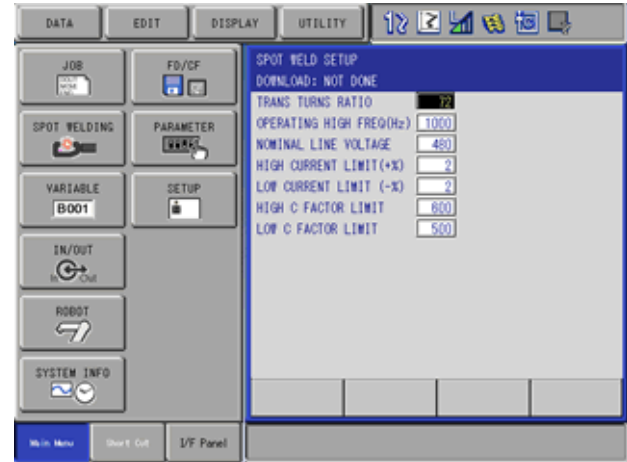 DATA
EDIT
DISPLAY
UTILITY
JOB
FD/CF
SPOT WELDING
PARAMETER
VARIABLE
B001
SETUP
IN/OUT
In Out
ROBOT
SYSTEM INFO
SPOT WELD SETUP
DOWNLOAD: NOT DONE
TRANS TURNS RATIO 72
OPERATING HIGH FREQ(Hz) 1000
NOMINAL LINE VOLTAGE 480
HIGH CURRENT LIMIT(+%) 2
LOW CURRENT LIMIT (-%) 2
HIGH C FACTOR LIMIT 600
LOW C FACTOR LIMIT 500
Main Menu
Short Cut
I/F Panel